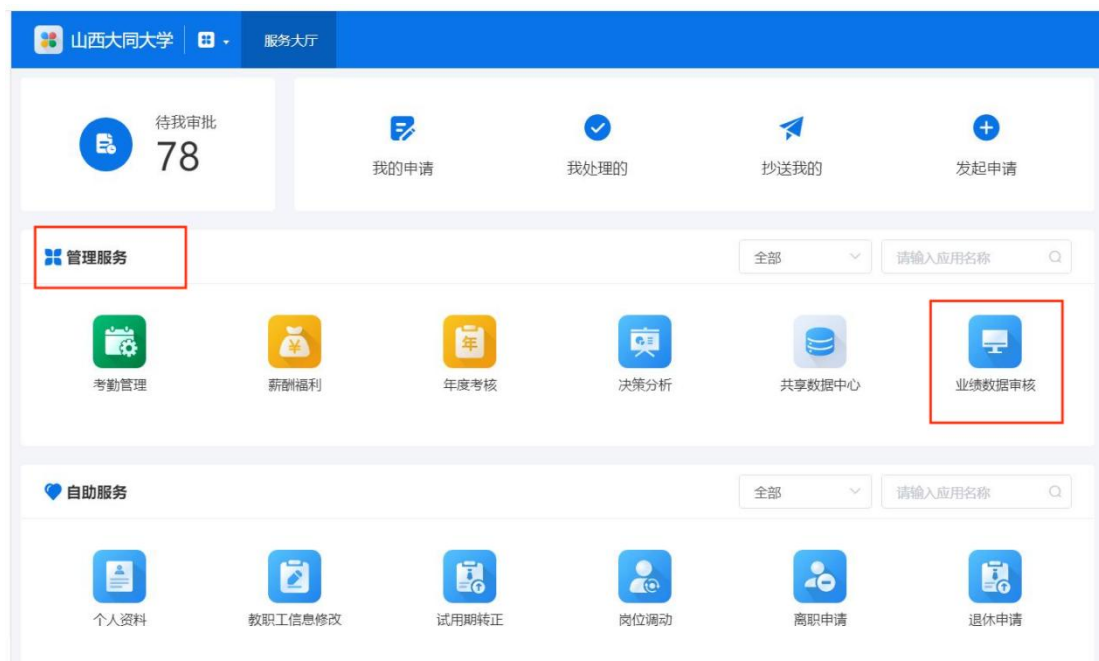 山西大同大学 服务大厅
待我审批
78
我的申请 我处理的 抄送我的 发起申请
管理服务 全部 请输入应用名称
年
考勤管理 薪酬福利 年度考核 决策分析 共享数据中心 业绩数据审核
自助服务 全部 请输入应用名称
个人资料 教职工信息修改 试用期转正 岗位调动 离职申请 退休申请